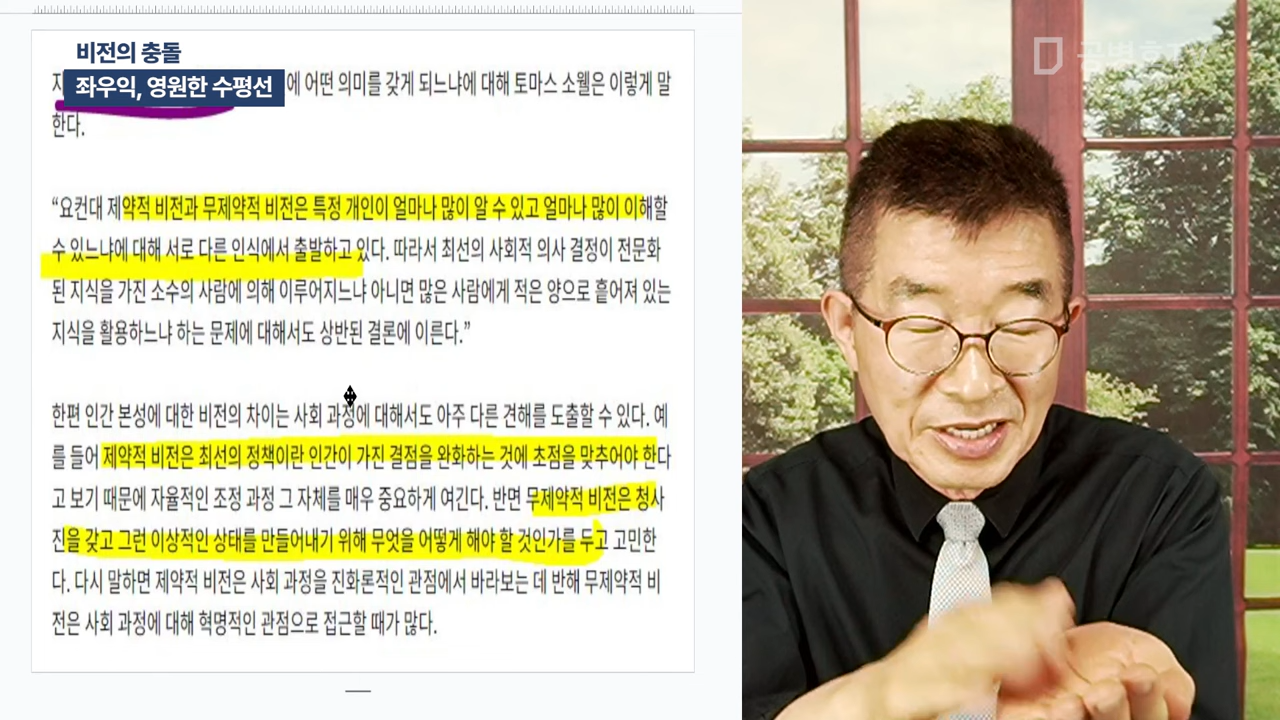 비전의 충돌
좌우익, 영원한 수평선
에 어떤 의미를 갖게 되느냐에 대해 토마스 소웰은 이렇게 말
한다.
“요컨대 제약적 비전과 무제약적 비전은 특정 개인이 얼마나 많이 알 수 있고 얼마나 많이 이해할
수 있느냐에 대해 서로 다른 인식에서 출발하고 있다. 따라서 최선의 사회적 의사 결정이 전문화
된 지식을 가진 소수의 사람에 의해 이루어지느냐 아니면 많은 사람에게 적은 양으로 흩어져 있는
지식을 활용하느냐 하는 문제에 대해서도 상반된 결론에 이른다.”
한편 인간 본성에 대한 비전의 차이는 사회 과정에 대해서도 아주 다른 견해를 도출할 수 있다. 예
를 들어 제약적 비전은 최선의 정책이란 인간이 가진 결점을 완화하는 것에 초점을 맞추어야 한다
고 보기 때문에 자율적인 조정 과정 그 자체를 매우 중요하게 여긴다. 반면 무제약적 비전은 청사
진을 갖고 그런 이상적인 상태를 만들어내기 위해 무엇을 어떻게 해야 할 것인가를 두고 고민한
다. 다시 말하면 제약적 비전은 사회 과정을 진화론적인 관점에서 바라보는 데 반해 무제약적 비
전은 사회 과정에 대해 혁명적인 관점으로 접근할 때가 많다.